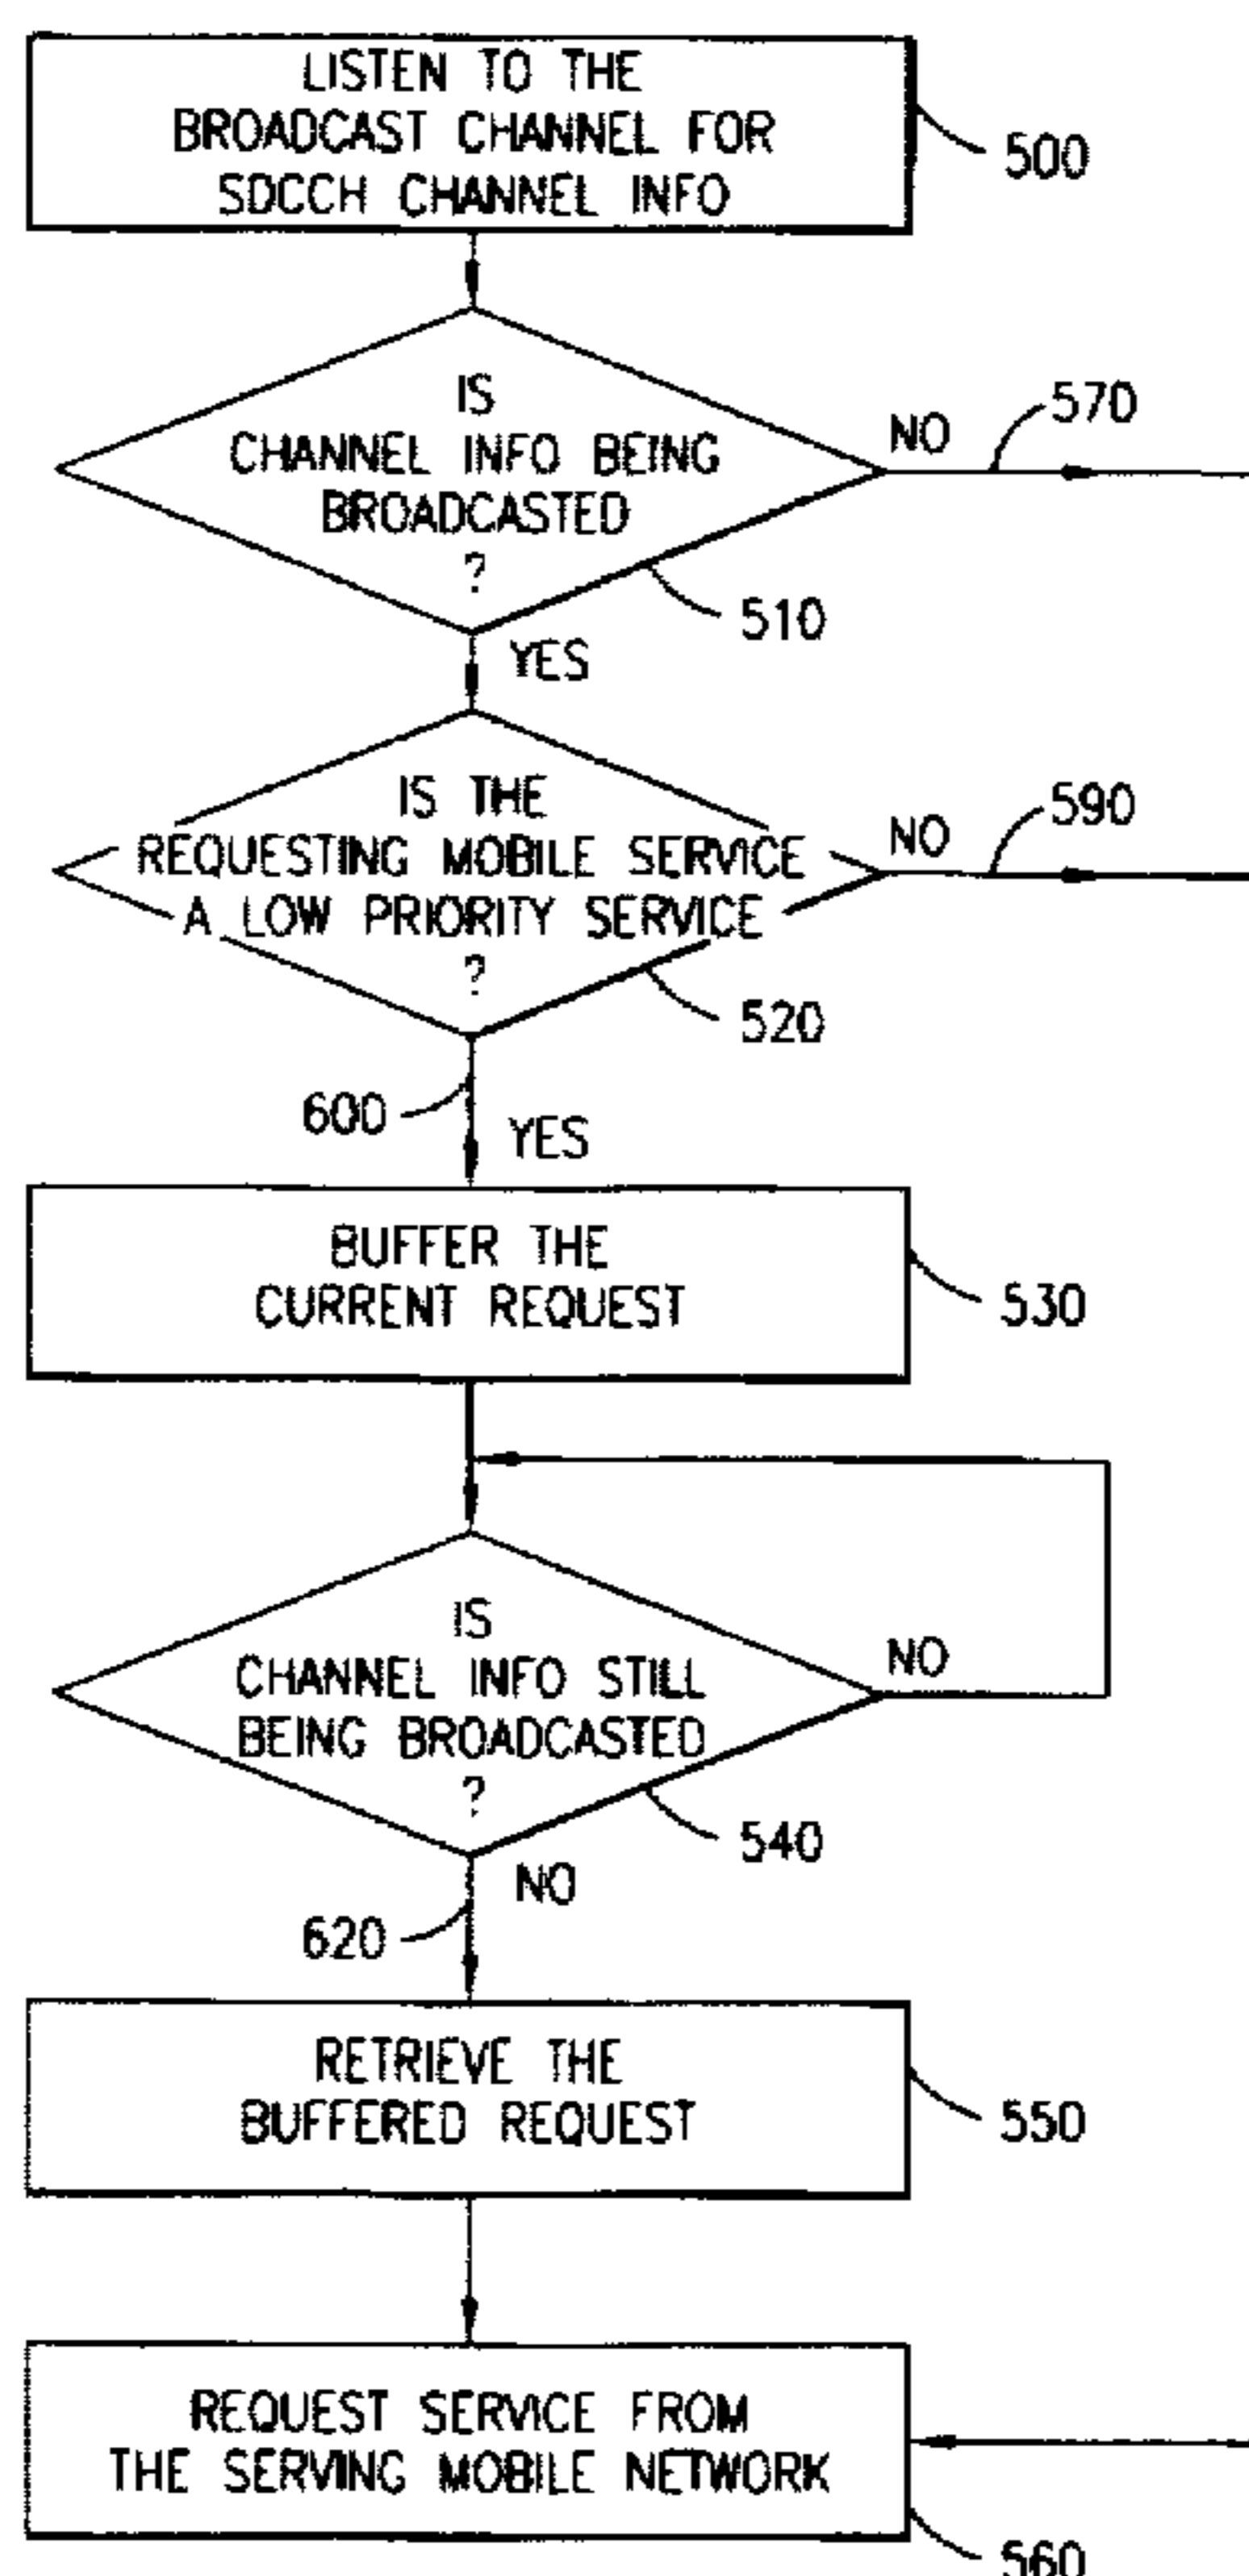 LISTEN TO THE
BROADCAST CHANNEL FOR
SDCCH CHANNEL INFO
500
IS
CHANNEL INFO BEING
BROADCASTED
?
NO
570
510
YES
IS THE
REQUESTING MOBILE SERVICE
A LOW PRIORITY SERVICE
?
NO
590
520
600
YES
BUFFER THE
CURRENT REQUEST
530
IS
CHANNEL INFO STILL
BEING BROADCASTED
?
NO
540
NO
620
RETRIEVE THE
BUFFERED REQUEST
550
REQUEST SERVICE FROM
THE SERVING MOBILE NETWORK
560